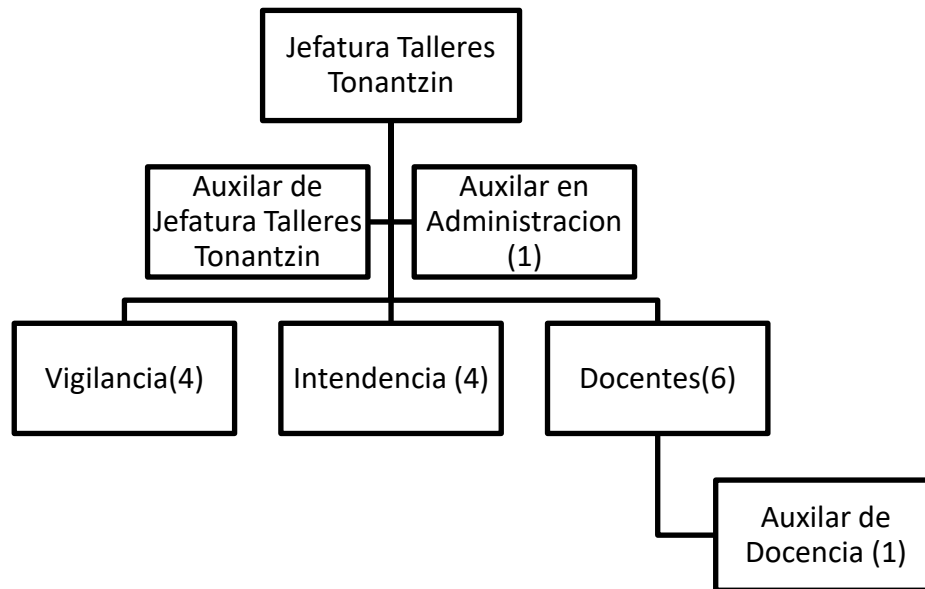 Jefatura Talleres
Tonantzin
Auxilar de
Jefatura Talleres
Tonantzin
Auxilar en
Administracion
(1)
Vigilancia(4)
Intendencia (4)
Docentes(6)
Auxilar de
Docencia (1)